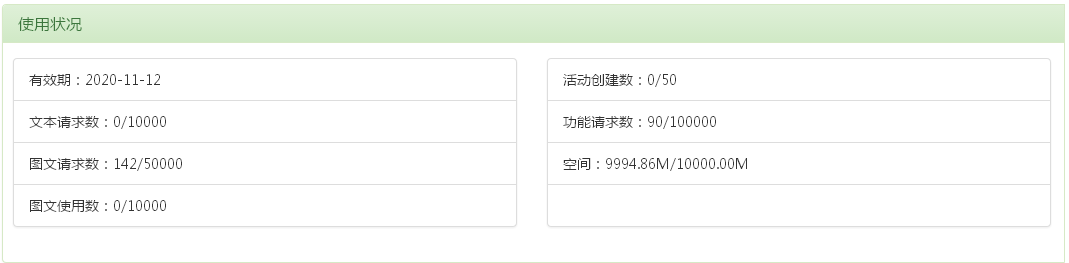 使用状况
有效期：2020-11-12
文本请求数：0/10000
图文请求数：142/50000
图文使用数：0/10000
活动创建数：0/50
功能请求数：90/100000
空间：9994.86M/10000.00M